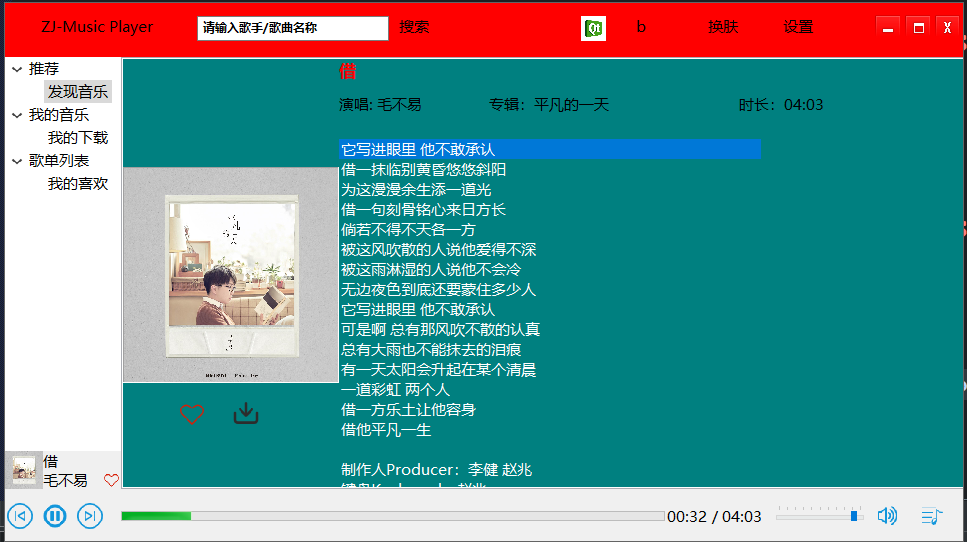 ZJ-Music Player 请输入歌手/歌曲名称 搜索 Qt b 换肤 设置 X
推荐
发现音乐
我的音乐
我的下载
歌单列表
我的喜欢
借
演唱: 毛不易 专辑：平凡的一天 时长：04:03
它写进眼里 他不敢承认
借一抹临别黄昏悠悠斜阳
为这漫漫余生添一道光
借一句刻骨铭心来日方长
倘若不得不天各一方
被这风吹散的人说他爱得不深
被这雨淋湿的人说他不会冷
无边夜色到底还要蒙住多少人
它写进眼里 他不敢承认
可是啊 总有那风吹不散的认真
总有大雨也不能抹去的泪痕
有一天太阳会升起在某个清晨
一道彩虹 两个人
借一方乐土让他容身
借他平凡一生
制作人Producer：李健 赵兆
借
毛不易
00:32 / 04:03